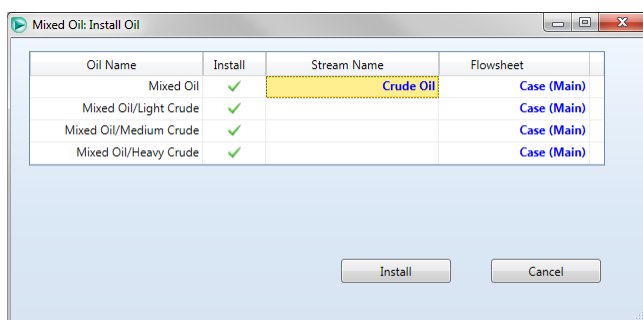 Mixed Oil: Install Oil
Oil Name Install Stream Name Flowsheet
Mixed Oil Crude Oil Case (Main)
Mixed Oil/Light Crude Case (Main)
Mixed Oil/Medium Crude Case (Main)
Mixed Oil/Heavy Crude Case (Main)
Install Cancel